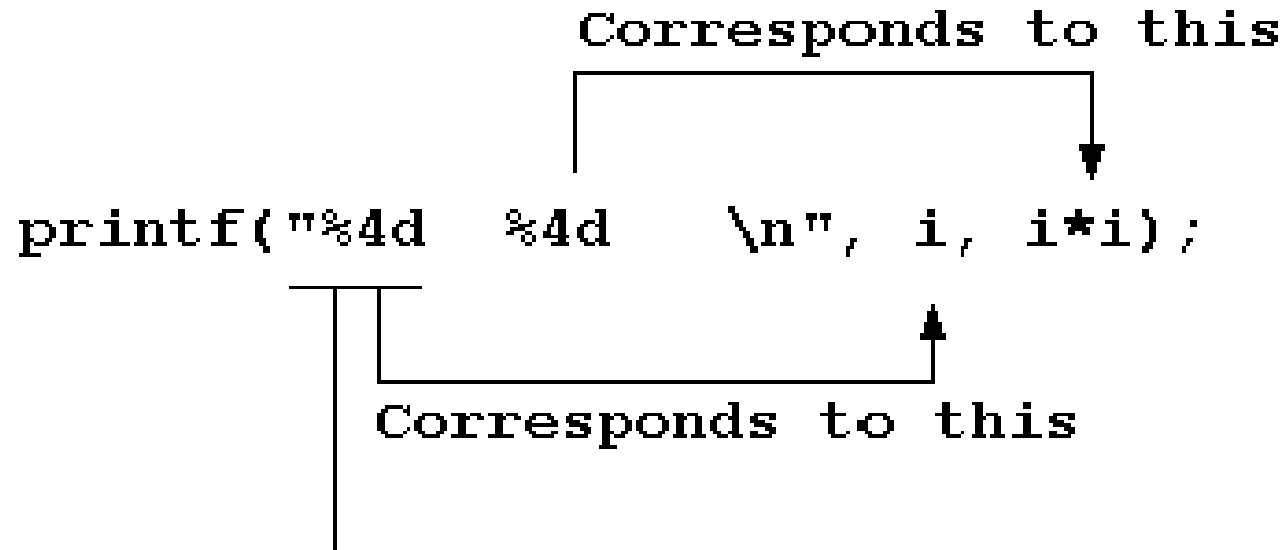 Corresponds to this
printf("%4d  %4d   \n", i, i*i);
Corresponds to this